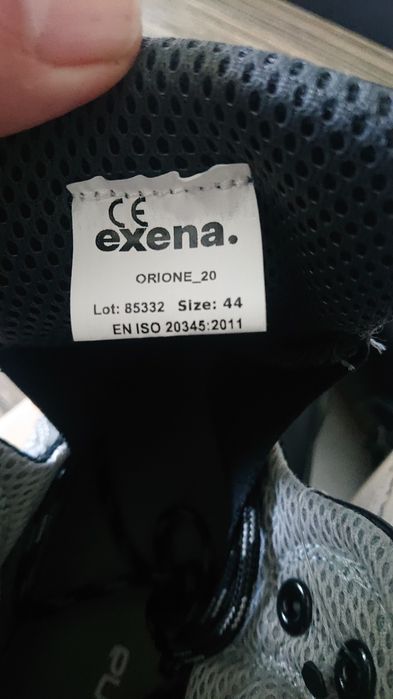 CE
exena.
ORIONE_20
Lot: 85332 Size: 44
EN ISO 20345:2011